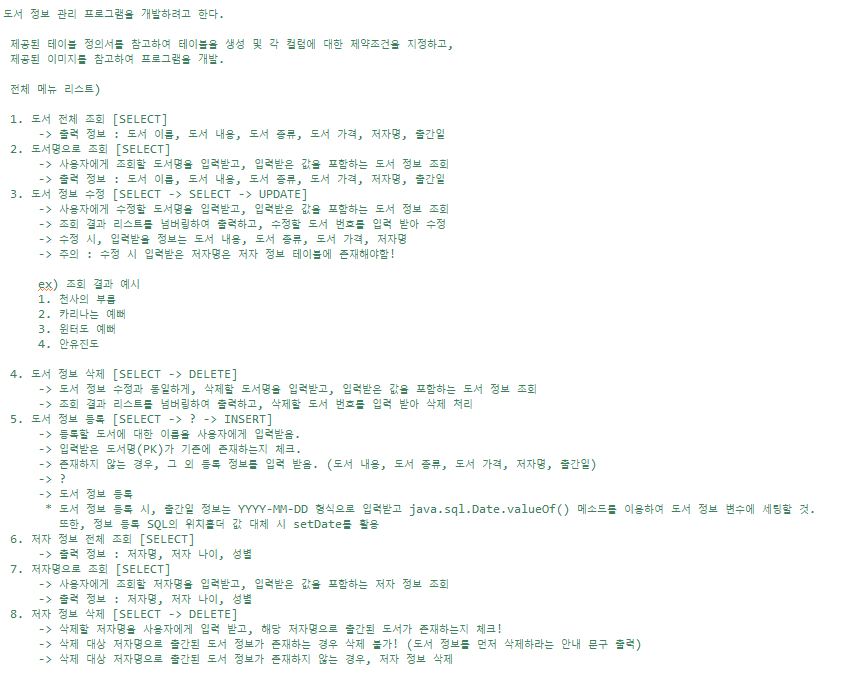 도서 정보 관리 프로그램을 개발하려고 한다.
제공된 테이블 정의서를 참고하여 테이블을 생성 및 각 컬럼에 대한 제약조건을 지정하고,
제공된 이미지를 참고하여 프로그램을 개발.
전체 메뉴 리스트)
1. 도서 전체 조회 [SELECT]
-> 출력 정보 : 도서 이름, 도서 내용, 도서 종류, 도서 가격, 저자명, 출간일
2. 도서명으로 조회 [SELECT]
-> 사용자에게 조회할 도서명을 입력받고, 입력받은 값을 포함하는 도서 정보 조회
-> 출력 정보 : 도서 이름, 도서 내용, 도서 종류, 도서 가격, 저자명, 출간일
3. 도서 정보 수정 [SELECT -> SELECT -> UPDATE]
-> 사용자에게 수정할 도서명을 입력받고, 입력받은 값을 포함하는 도서 정보 조회
-> 조회 결과 리스트를 넘버링하여 출력하고, 수정할 도서 번호를 입력 받아 수정
-> 수정 시, 입력받을 정보는 도서 내용, 도서 종류, 도서 가격, 저자명
-> 주의 : 수정 시 입력받은 저자명은 저자 정보 테이블에 존재해야함!
ex) 조회 결과 예시
1. 천사의 부름
2. 카리나는 예뻐
3. 윈터도 예뻐
4. 안유진도
4. 도서 정보 삭제 [SELECT -> DELETE]
-> 도서 정보 수정과 동일하게, 삭제할 도서명을 입력받고, 입력받은 값을 포함하는 도서 정보 조회
-> 조회 결과 리스트를 넘버링하여 출력하고, 삭제할 도서 번호를 입력 받아 삭제 처리
5. 도서 정보 등록 [SELECT -> ? -> INSERT]
-> 등록할 도서에 대한 이름을 사용자에게 입력받음.
-> 입력받은 도서명(PK)가 기존에 존재하는지 체크.
-> 존재하지 않는 경우, 그 외 등록 정보를 입력 받음. (도서 내용, 도서 종류, 도서 가격, 저자명, 출간일)
-> ?
-> 도서 정보 등록
* 도서 정보 등록 시, 출간일 정보는 YYYY-MM-DD 형식으로 입력받고 java.sql.Date.valueOf() 메소드를 이용하여 도서 정보 변수에 세팅할 것.
또한, 정보 등록 SQL의 위치홀더 값 대체 시 setDate를 활용
6. 저자 정보 전체 조회 [SELECT]
-> 출력 정보 : 저자명, 저자 나이, 성별
7. 저자명으로 조회 [SELECT]
-> 사용자에게 조회할 저자명을 입력받고, 입력받은 값을 포함하는 저자 정보 조회
-> 출력 정보 : 저자명, 저자 나이, 성별
8. 저자 정보 삭제 [SELECT -> DELETE]
-> 삭제할 저자명을 사용자에게 입력 받고, 해당 저자명으로 출간된 도서가 존재하는지 체크!
-> 삭제 대상 저자명으로 출간된 도서 정보가 존재하는 경우 삭제 불가! (도서 정보를 먼저 삭제하라는 안내 문구 출력)
-> 삭제 대상 저자명으로 출간된 도서 정보가 존재하지 않는 경우, 저자 정보 삭제